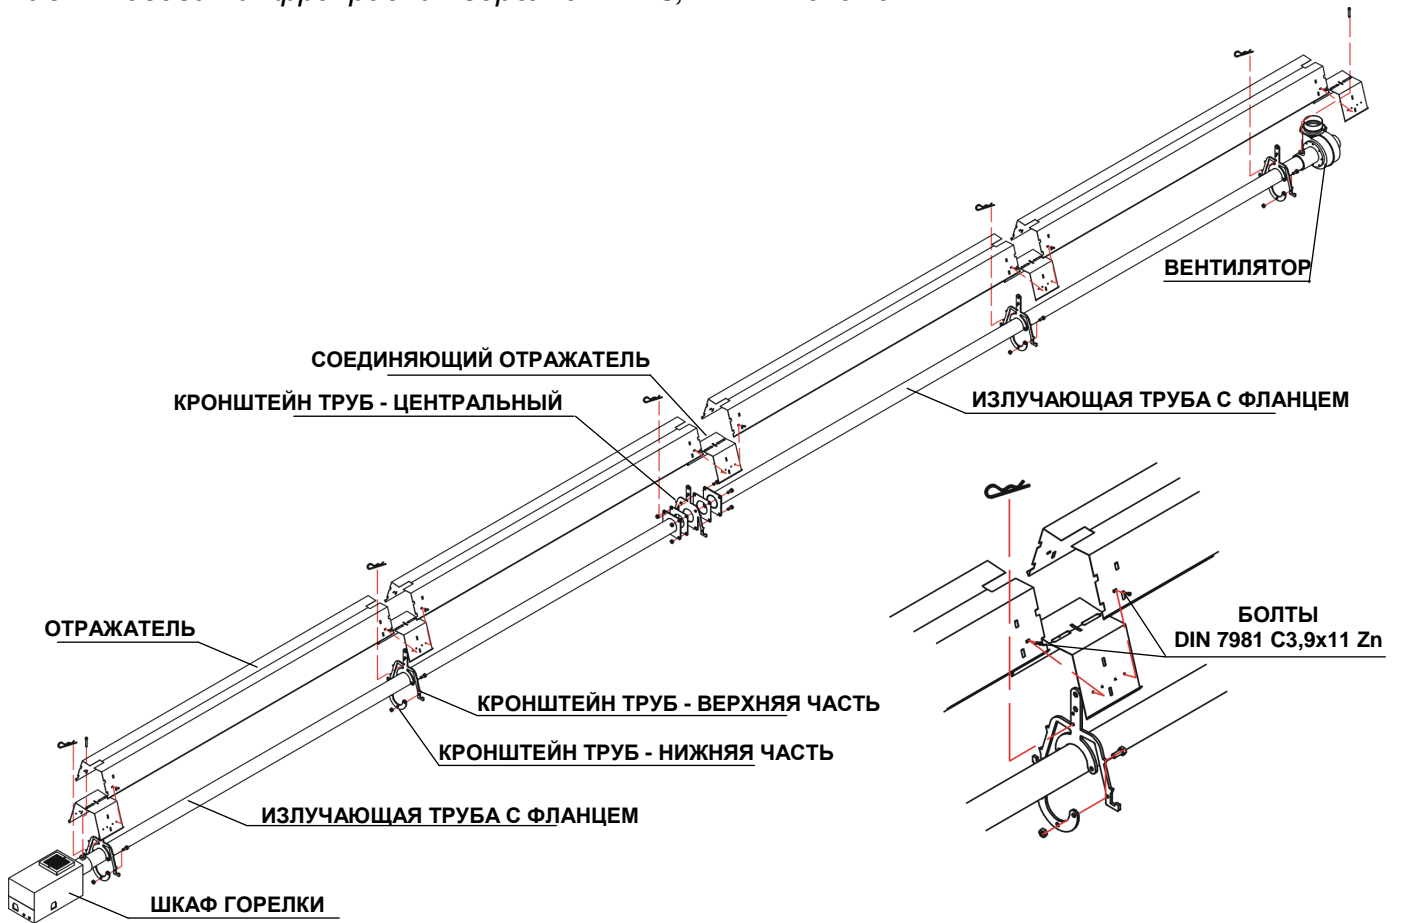 ВЕНТИЛЯТОР
СОЕДИНЯЮЩИЙ ОТРАЖАТЕЛЬ
КРОНШТЕЙН ТРУБ - ЦЕНТРАЛЬНЫЙ
ИЗЛУЧАЮЩАЯ ТРУБА С ФЛАНЦЕМ
ОТРАЖАТЕЛЬ
БОЛТЫ
DIN 7981 C3,9x11 Zn
КРОНШТЕЙН ТРУБ - ВЕРХНЯЯ ЧАСТЬ
КРОНШТЕЙН ТРУБ - НИЖНЯЯ ЧАСТЬ
ИЗЛУЧАЮЩАЯ ТРУБА С ФЛАНЦЕМ
ШКАФ ГОРЕЛКИ